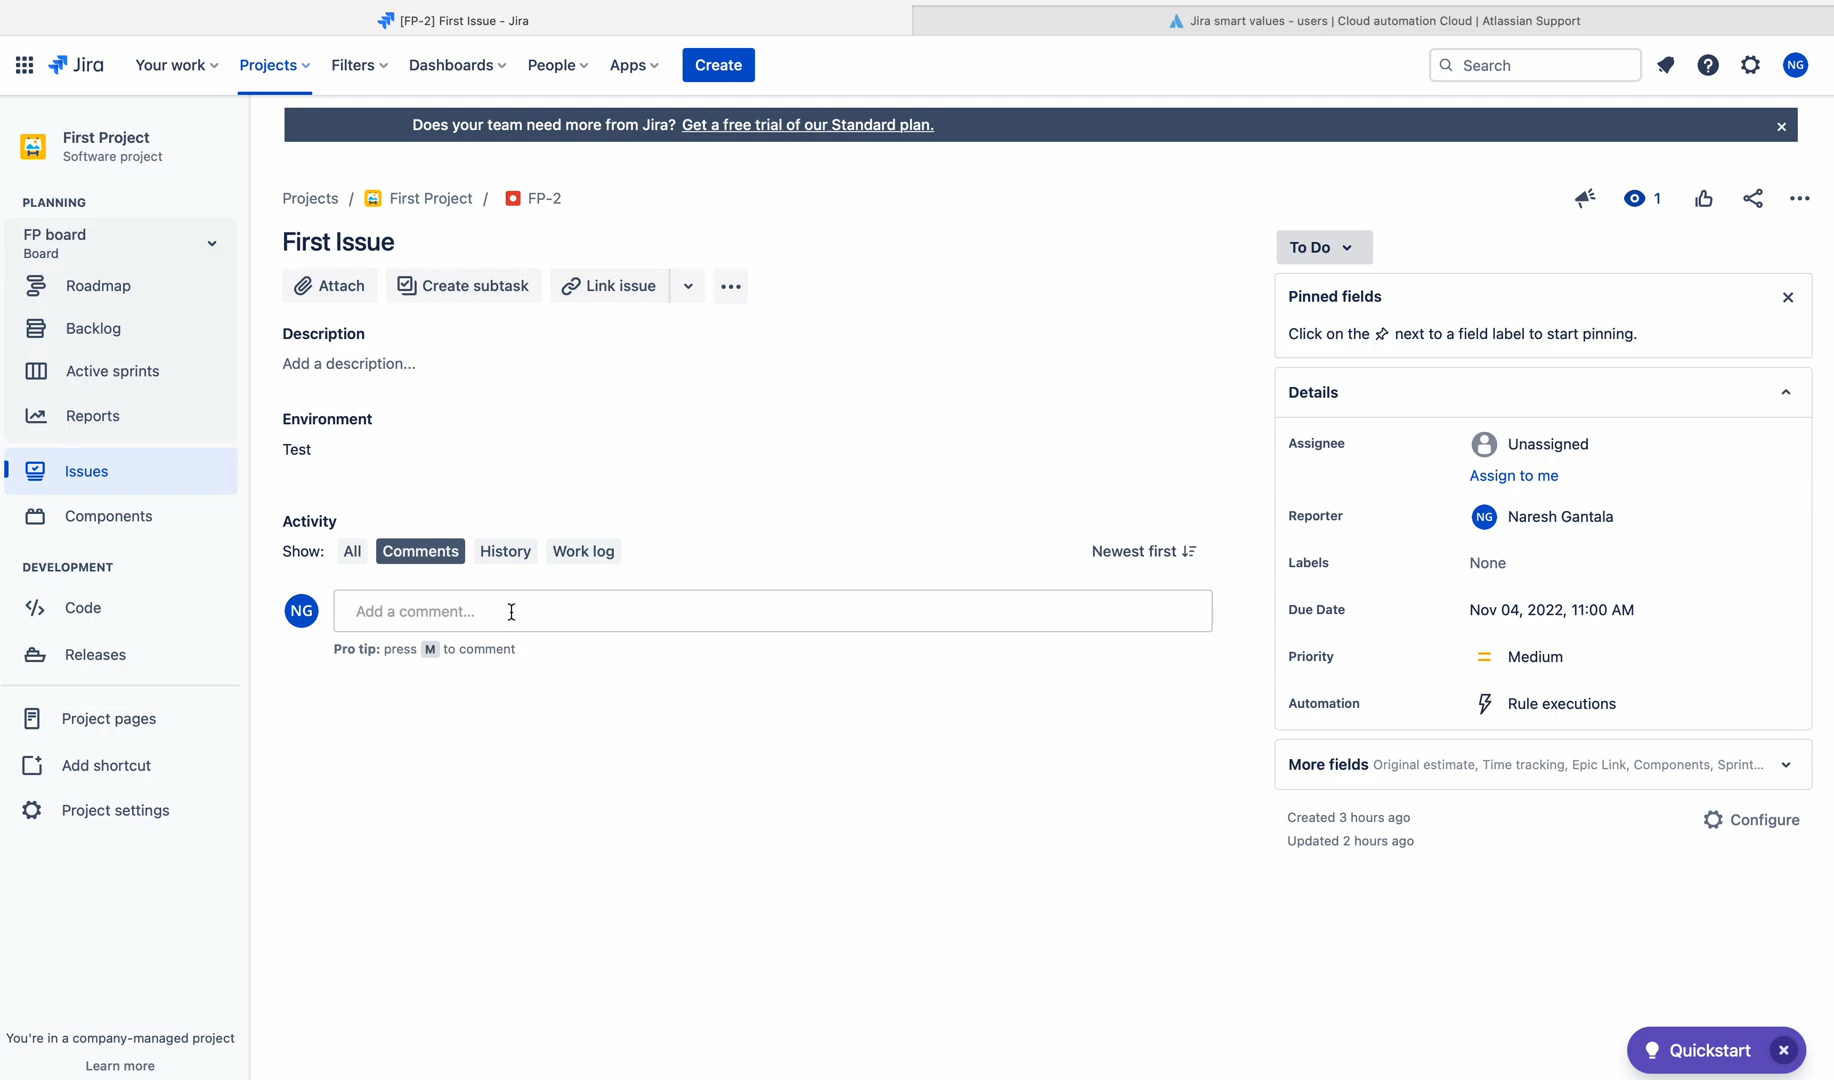 [FP-2] First Issue - Jira
Jira smart values - users | Cloud automation Cloud | Atlassian Support
Jira
Your work
Projects
Filters
Dashboards
People
Apps
Create
Search
NG
First Project
Software project
PLANNING
FP board
Board
Roadmap
Backlog
Active sprints
Reports
Issues
Components
DEVELOPMENT
Code
Releases
Project pages
Add shortcut
Project settings
You're in a company-managed project
Learn more
Does your team need more from Jira? Get a free trial of our Standard plan.
Projects / First Project / FP-2
1
First Issue
Attach
Create subtask
Link issue
Description
Add a description...
Environment
Test
Activity
Show: All Comments History Work log
Newest first
NG
Add a comment...
Pro tip: press M to comment
To Do
Pinned fields
Click on the next to a field label to start pinning.
Details
Assignee
Unassigned
Assign to me
Reporter
NG Naresh Gantala
Labels
None
Due Date
Nov 04, 2022, 11:00 AM
Priority
Medium
Automation
Rule executions
More fields Original estimate, Time tracking, Epic Link, Components, Sprint...
Created 3 hours ago
Updated 2 hours ago
Configure
Quickstart